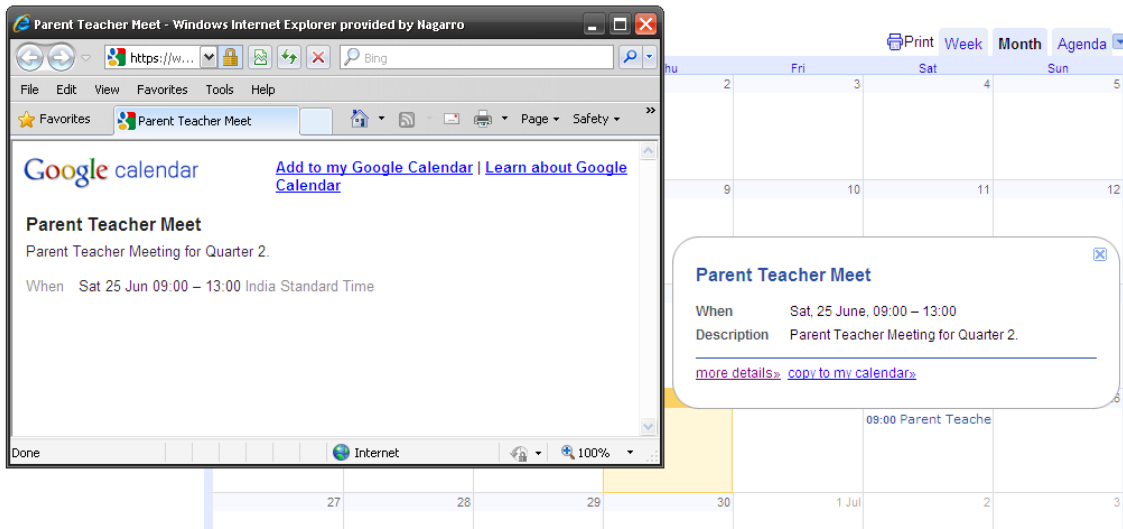 Parent Teacher Meet - Windows Internet Explorer provided by Nagarro
https://w...
Bing
File Edit View Favorites Tools Help
Favorites
Parent Teacher Meet
Page
Safety
»
Google calendar
Add to my Google Calendar | Learn about Google
Calendar
Parent Teacher Meet
Parent Teacher Meeting for Quarter 2.
When Sat 25 Jun 09:00 – 13:00 India Standard Time
Done
Internet
100%
Print Week Month Agenda
hu Fri Sat Sun
2 3 4 5
9 10 11 12
Parent Teacher Meet
When Sat, 25 June, 09:00 – 13:00
Description Parent Teacher Meeting for Quarter 2.
more details» copy to my calendar»
09:00 Parent Teache
27 28 29 30 1 Jul 2 3